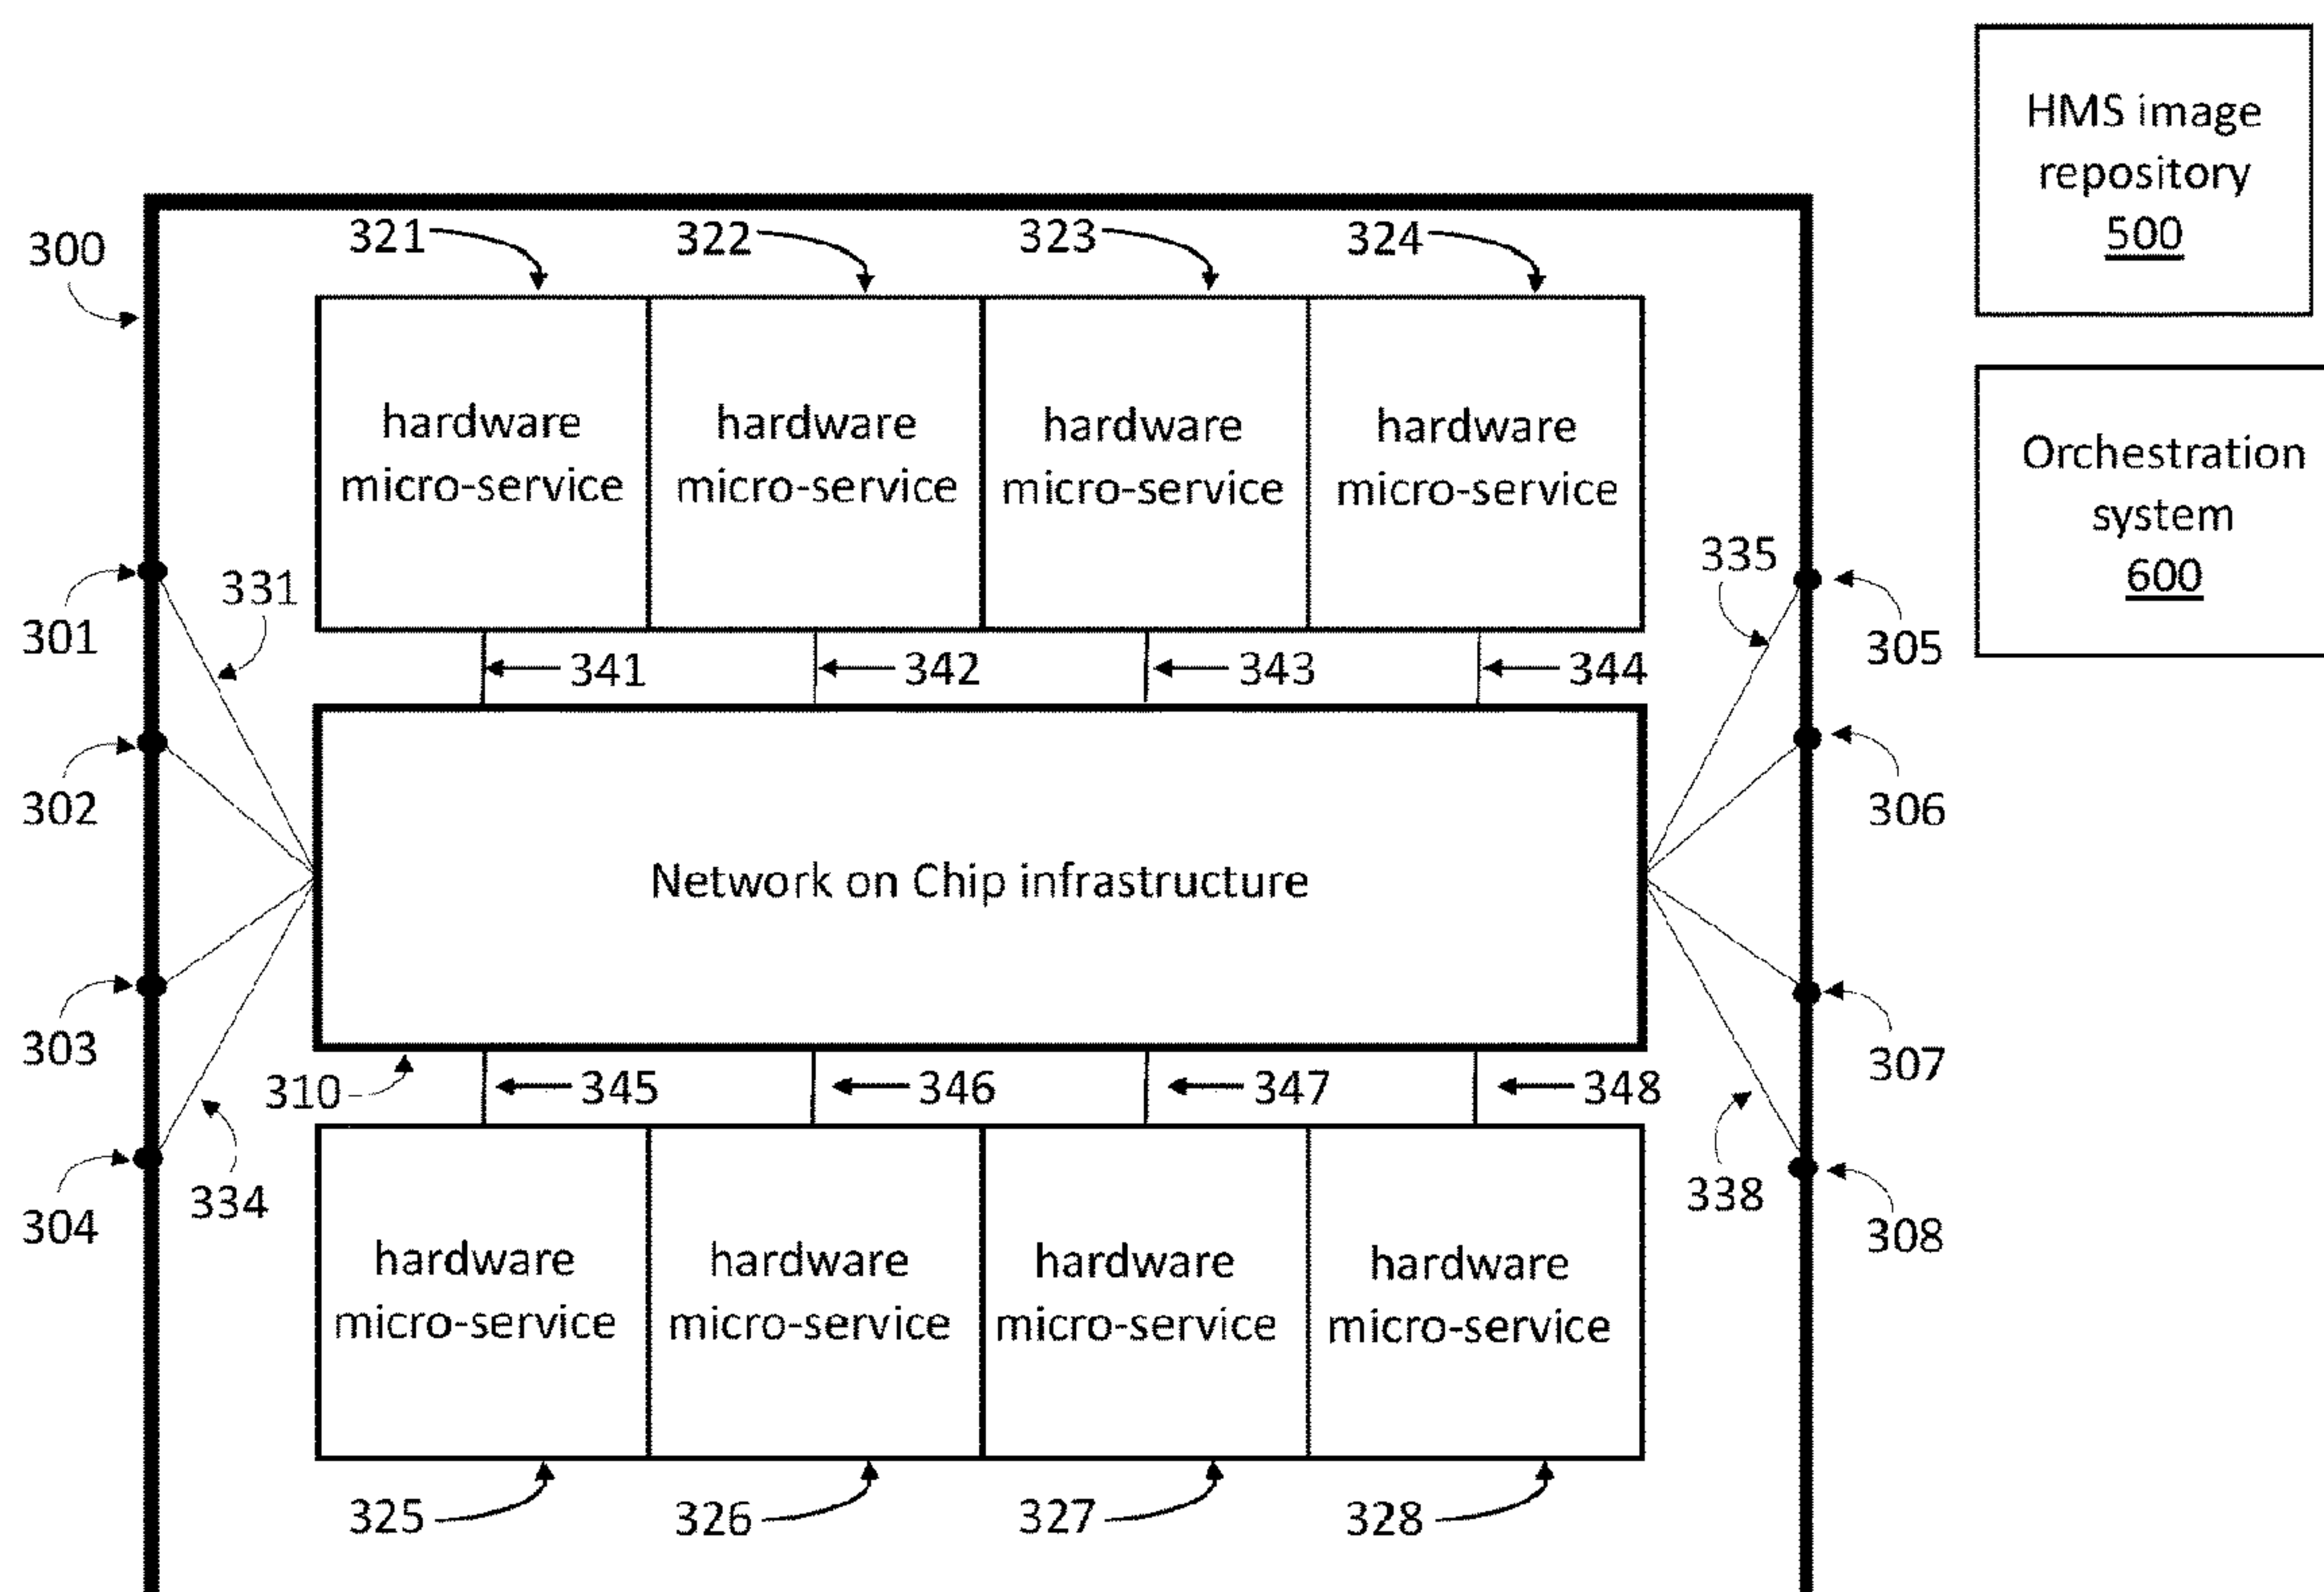 HMS image
repository
500
300
321
322
323
324
hardware
micro-service
hardware
micro-service
hardware
micro-service
hardware
micro-service
Orchestration
system
600
301
331
335
305
341
342
343
344
302
306
Network on Chip infrastructure
303
307
310
345
346
347
348
304
334
338
308
hardware
micro-service
hardware
micro-service
hardware
micro-service
hardware
micro-service
325
326
327
328